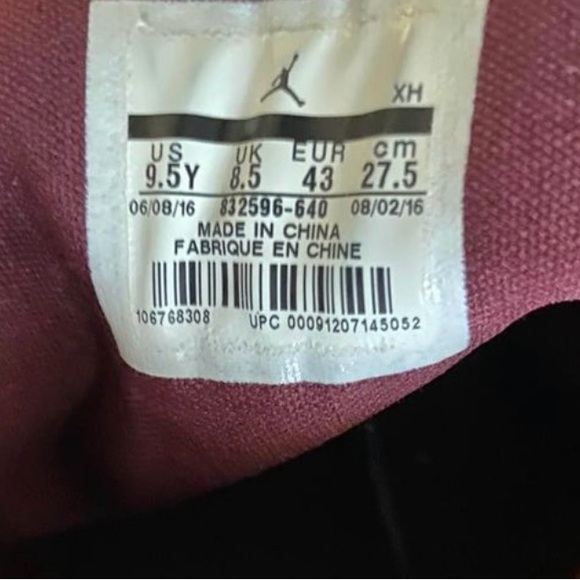 XH
US UK EUR cm
9.5Y 8.5 43 27.5
06/08/16 832596-640 08/02/16
MADE IN CHINA
FABRIQUE EN CHINE
106768308 UPC 00091207145052